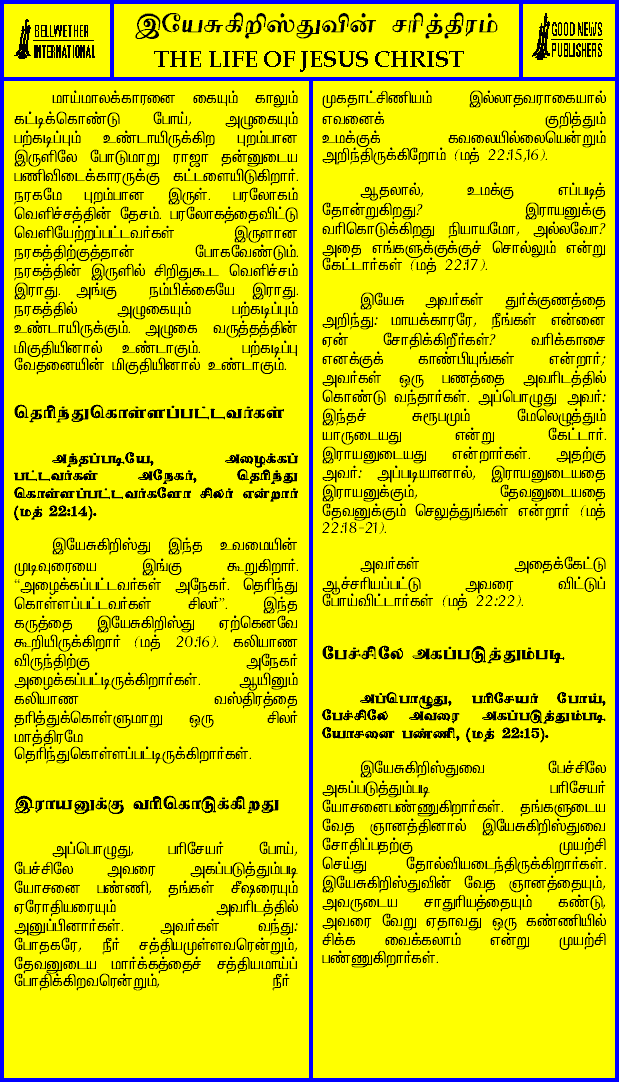 BELLWETHER
INTERNATIONAL
இயேசுகிறிஸ்துவின் சரித்திரம்
THE LIFE OF JESUS CHRIST
GOOD NEWS
PUBLISHERS
மாய்மாலக்காரனை கையும் காலும்
கட்டிக்கொண்டு போய், அழுகையும்
பற்கடிப்பும் உண்டாயிருக்கிற புறம்பான
இருளிலே போடுமாறு ராஜா தன்னுடைய
பணிவிடைக்காரருக்கு கட்டளையிடுகிறார்.
நரகமே புறம்பான இருள். பரலோகம்
வெளிச்சத்தின் தேசம். பரலோகத்தைவிட்டு
வெளியேற்றப்பட்டவர்கள் இருளான
நரகத்திற்குத்தான் போகவேண்டும்.
நரகத்தின் இருளில் சிறிதுகூட வெளிச்சம்
இராது. அங்கு நம்பிக்கையே இராது.
நரகத்தில் அழுகையும் பற்கடிப்பும்
உண்டாயிருக்கும். அழுகை வருத்தத்தின்
மிகுதியினால் உண்டாகும். பற்கடிப்பு
வேதனையின் மிகுதியினால் உண்டாகும்.
தெரிந்துகொள்ளப்பட்டவர்கள்
அந்தப்படியே, அழைக்கப்
பட்டவர்கள் அநேகர், தெரிந்து
கொள்ளப்பட்டவர்களோ சிலர் என்றார்
(மத் 22:14).
இயேசுகிறிஸ்து இந்த உவமையின்
முடிவுரையை இங்கு கூறுகிறார்.
“அழைக்கப்பட்டவர்கள் அநேகர். தெரிந்து
கொள்ளப்பட்டவர்கள் சிலர்”. இந்த
கருத்தை இயேசுகிறிஸ்து ஏற்கெனவே
கூறியிருக்கிறார் (மத் 20:16). கலியாண
விருந்திற்கு அநேகர்
அழைக்கப்பட்டிருக்கிறார்கள். ஆயினும்
கலியாண வஸ்திரத்தை
தரித்துக்கொள்ளுமாறு ஒரு சிலர்
மாத்திரமே
தெரிந்துகொள்ளப்பட்டிருக்கிறார்கள்.
இராயனுக்கு வரிகொடுக்கிறது
அப்பொழுது, பரிசேயர் போய்,
பேச்சிலே அவரை அகப்படுத்தும்படி
யோசனை பண்ணி, தங்கள் சீஷரையும்
ஏரோதியரையும் அவரிடத்தில்
அனுப்பினார்கள். அவர்கள் வந்து:
போதகரே, நீர் சத்தியமுள்ளவரென்றும்,
தேவனுடைய மார்க்கத்தைச் சத்தியமாய்ப்
போதிக்கிறவரென்றும், நீர்
முகதாட்சிணியம் இல்லாதவராகையால்
எவனைக் குறித்தும்
உமக்குக் கவலையில்லையென்றும்
அறிந்திருக்கிறோம் (மத் 22:15,16).
ஆதலால், உமக்கு எப்படித்
தோன்றுகிறது? இராயனுக்கு
வரிகொடுக்கிறது நியாயமோ, அல்லவோ?
அதை எங்களுக்குக்குச் சொல்லும் என்று
கேட்டார்கள் (மத் 22:17).
இயேசு அவர்கள் துர்க்குணத்தை
அறிந்து: மாயக்காரரே, நீங்கள் என்னை
ஏன் சோதிக்கிறீர்கள்? வரிக்காசை
எனக்குக் காண்பியுங்கள் என்றார்;
அவர்கள் ஒரு பணத்தை அவரிடத்தில்
கொண்டு வந்தார்கள். அப்பொழுது அவர்:
இந்தச் சுரூபமும் மேலெழுத்தும்
யாருடையது என்று கேட்டார்.
இராயனுடையது என்றார்கள். அதற்கு
அவர்: அப்படியானால், இராயனுடையதை
இராயனுக்கும், தேவனுடையதை
தேவனுக்கும் செலுத்துங்கள் என்றார் (மத்
22:18-21).
அவர்கள் அதைக்கேட்டு
ஆச்சரியப்பட்டு அவரை விட்டுப்
போய்விட்டார்கள் (மத் 22:22).
பேச்சிலே அகப்படுத்தும்படி
அப்பொழுது, பரிசேயர் போய்,
பேச்சிலே அவரை அகப்படுத்தும்படி
யோசனை பண்ணி, (மத் 22:15).
இயேசுகிறிஸ்துவை பேச்சிலே
அகப்படுத்தும்படி பரிசேயர்
யோசனைபண்ணுகிறார்கள். தங்களுடைய
வேத ஞானத்தினால் இயேசுகிறிஸ்துவை
சோதிப்பதற்கு முயற்சி
செய்து தோல்வியடைந்திருக்கிறார்கள்.
இயேசுகிறிஸ்துவின் வேத ஞானத்தையும்,
அவருடைய சாதுரியத்தையும் கண்டு,
அவரை வேறு ஏதாவது ஒரு கண்ணியில்
சிக்க வைக்கலாம் என்று முயற்சி
பண்ணுகிறார்கள்.